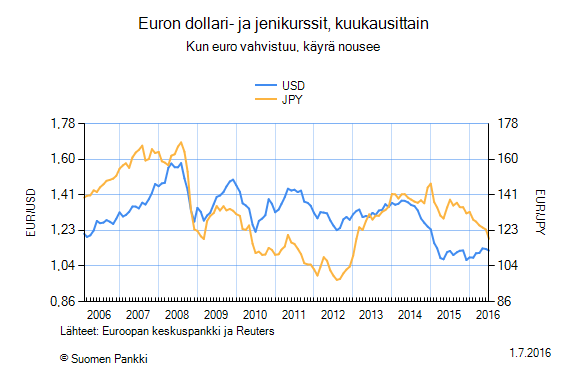 Euron dollari- ja jenikurssit, kuukausittain
Kun euro vahvistuu, käyrä nousee
USD
JPY
1,78 178
1,60 160
1,41 141
1,23 123
1,04 104
0,86 86
EUR/USD
EUR/JPY
2006 2007 2008 2009 2010 2011 2012 2013 2014 2015 2016
Lähteet: Euroopan keskuspankki ja Reuters
© Suomen Pankki
1.7.2016